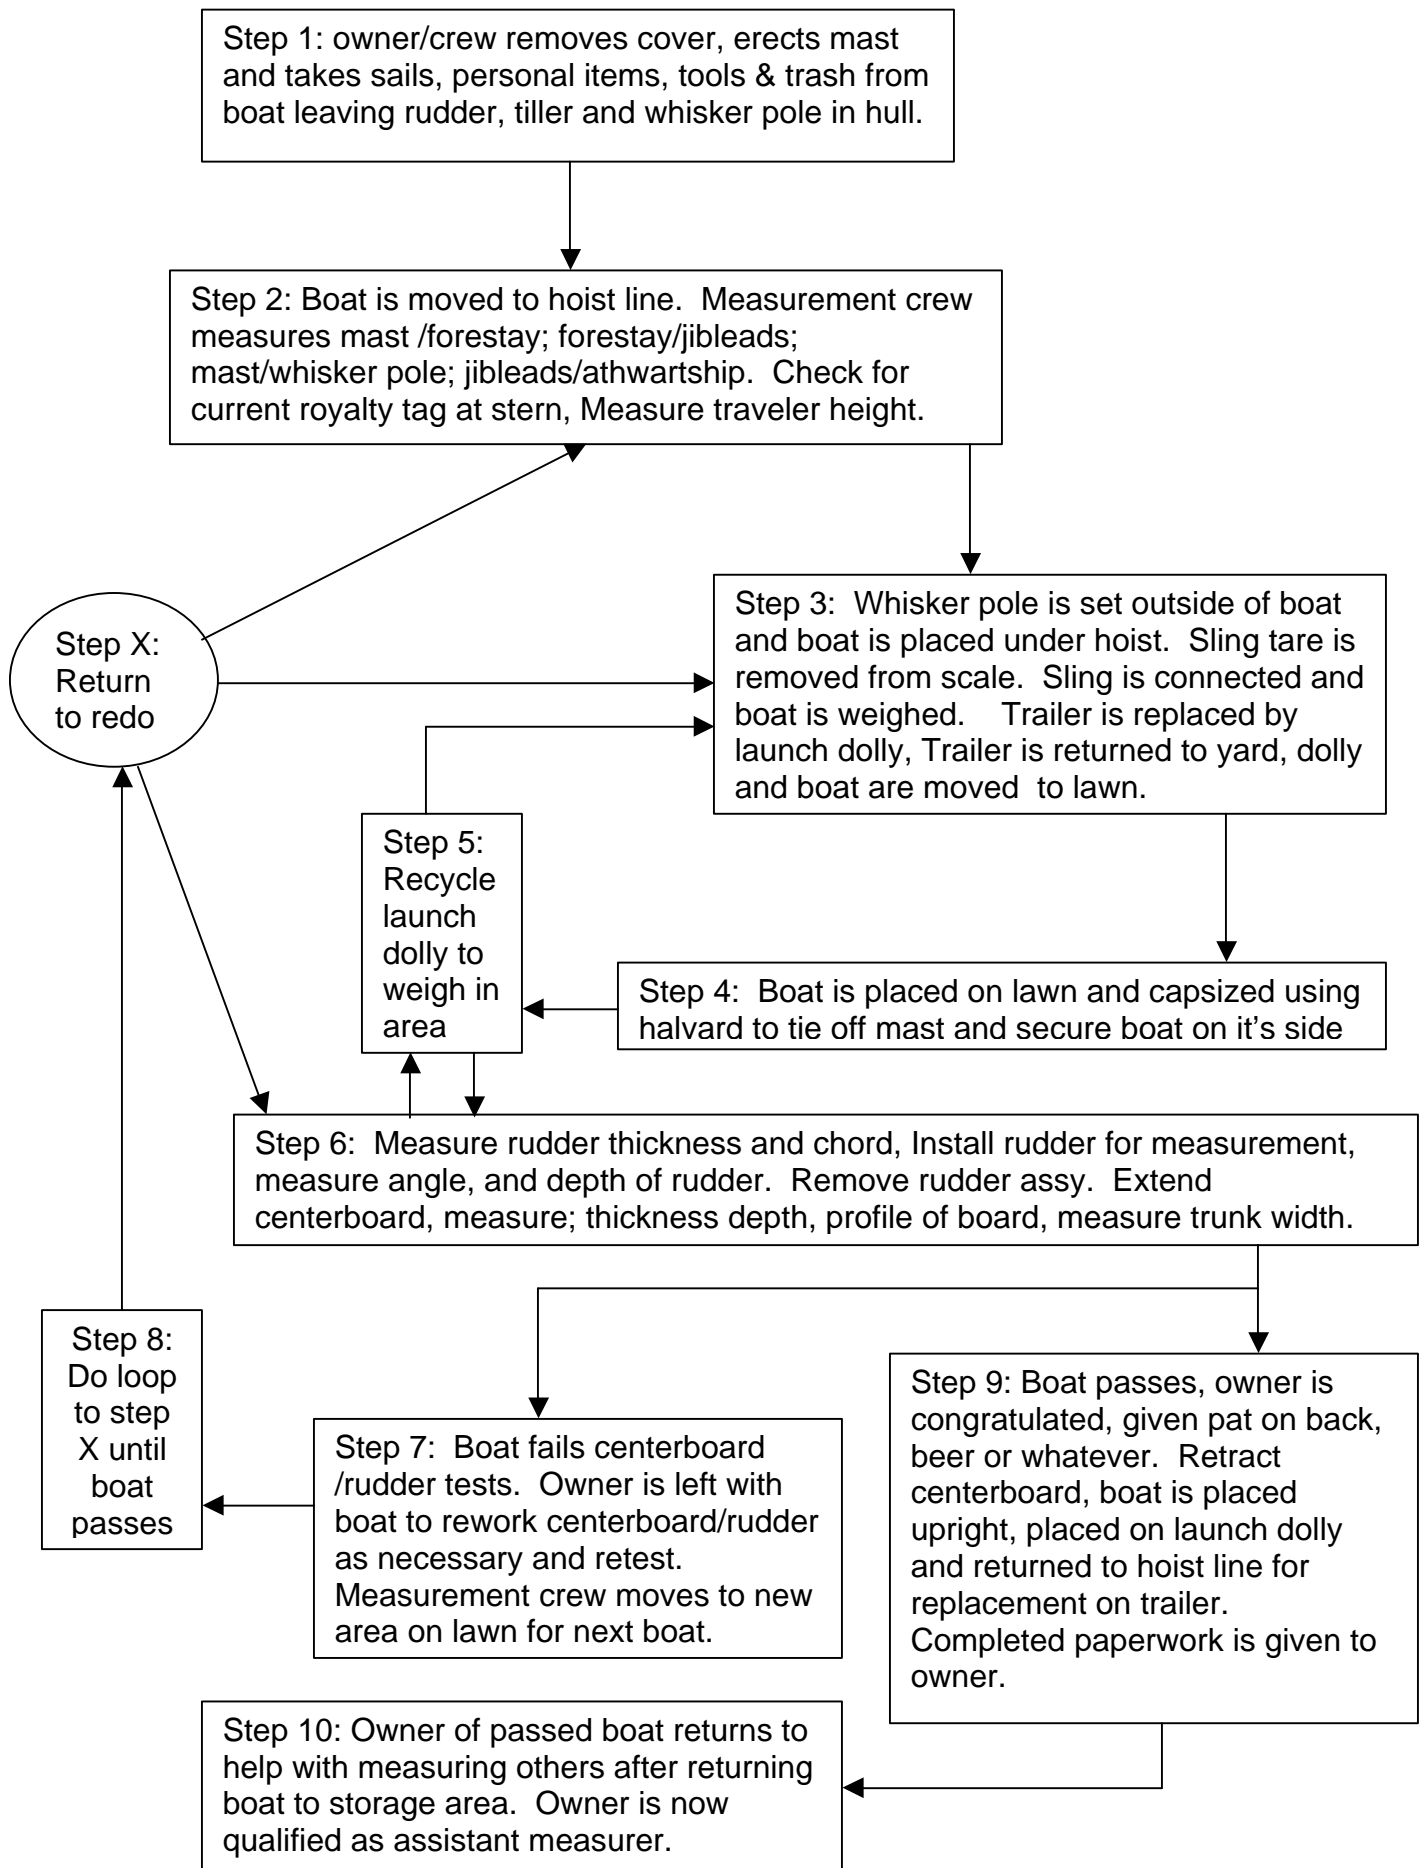 Step 1: owner/crew removes cover, erects mast
and takes sails, personal items, tools & trash from
boat leaving rudder, tiller and whisker pole in hull.
Step 2: Boat is moved to hoist line.  Measurement crew
measures mast /forestay; forestay/jibleads;
mast/whisker pole; jibleads/athwartship.  Check for
current royalty tag at stern, Measure traveler height.
Step X:
Return
to redo
Step 3:  Whisker pole is set outside of boat
and boat is placed under hoist.  Sling tare is
removed from scale.  Sling is connected and
boat is weighed.    Trailer is replaced by
launch dolly, Trailer is returned to yard, dolly
and boat are moved  to lawn.
Step 4:  Boat is placed on lawn and capsized using
halyard to tie off mast and secure boat on it's side
Step 5:
Recycle
launch
dolly to
weigh in
area
Step 6:  Measure rudder thickness and chord, Install rudder for measurement,
measure angle, and depth of rudder.  Remove rudder assy.  Extend
centerboard, measure; thickness depth, profile of board, measure trunk width.
Step 7:  Boat fails centerboard
/rudder tests.  Owner is left with
boat to rework centerboard/rudder
as necessary and retest.
Measurement crew moves to new
area on lawn for next boat.
Step 8:
Do loop
to step
X until
boat
passes
Step 9: Boat passes, owner is
congratulated, given pat on back,
beer or whatever.  Retract
centerboard, boat is placed
upright, placed on launch dolly
and returned to hoist line for
replacement on trailer.
Completed paperwork is given to
owner.
Step 10: Owner of passed boat returns to
help with measuring others after returning
boat to storage area.  Owner is now
qualified as assistant measurer.